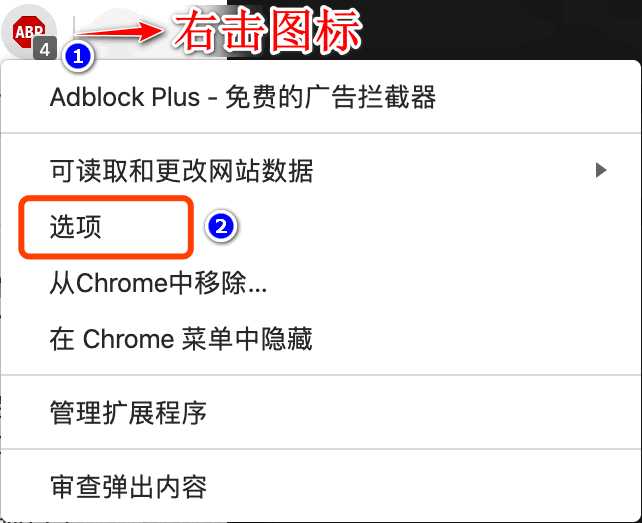 ABP
4
1
右击图标
Adblock Plus - 免费的广告拦截器
可读取和更改网站数据
选项
2
从Chrome中移除...
在 Chrome 菜单中隐藏
管理扩展程序
审查弹出内容